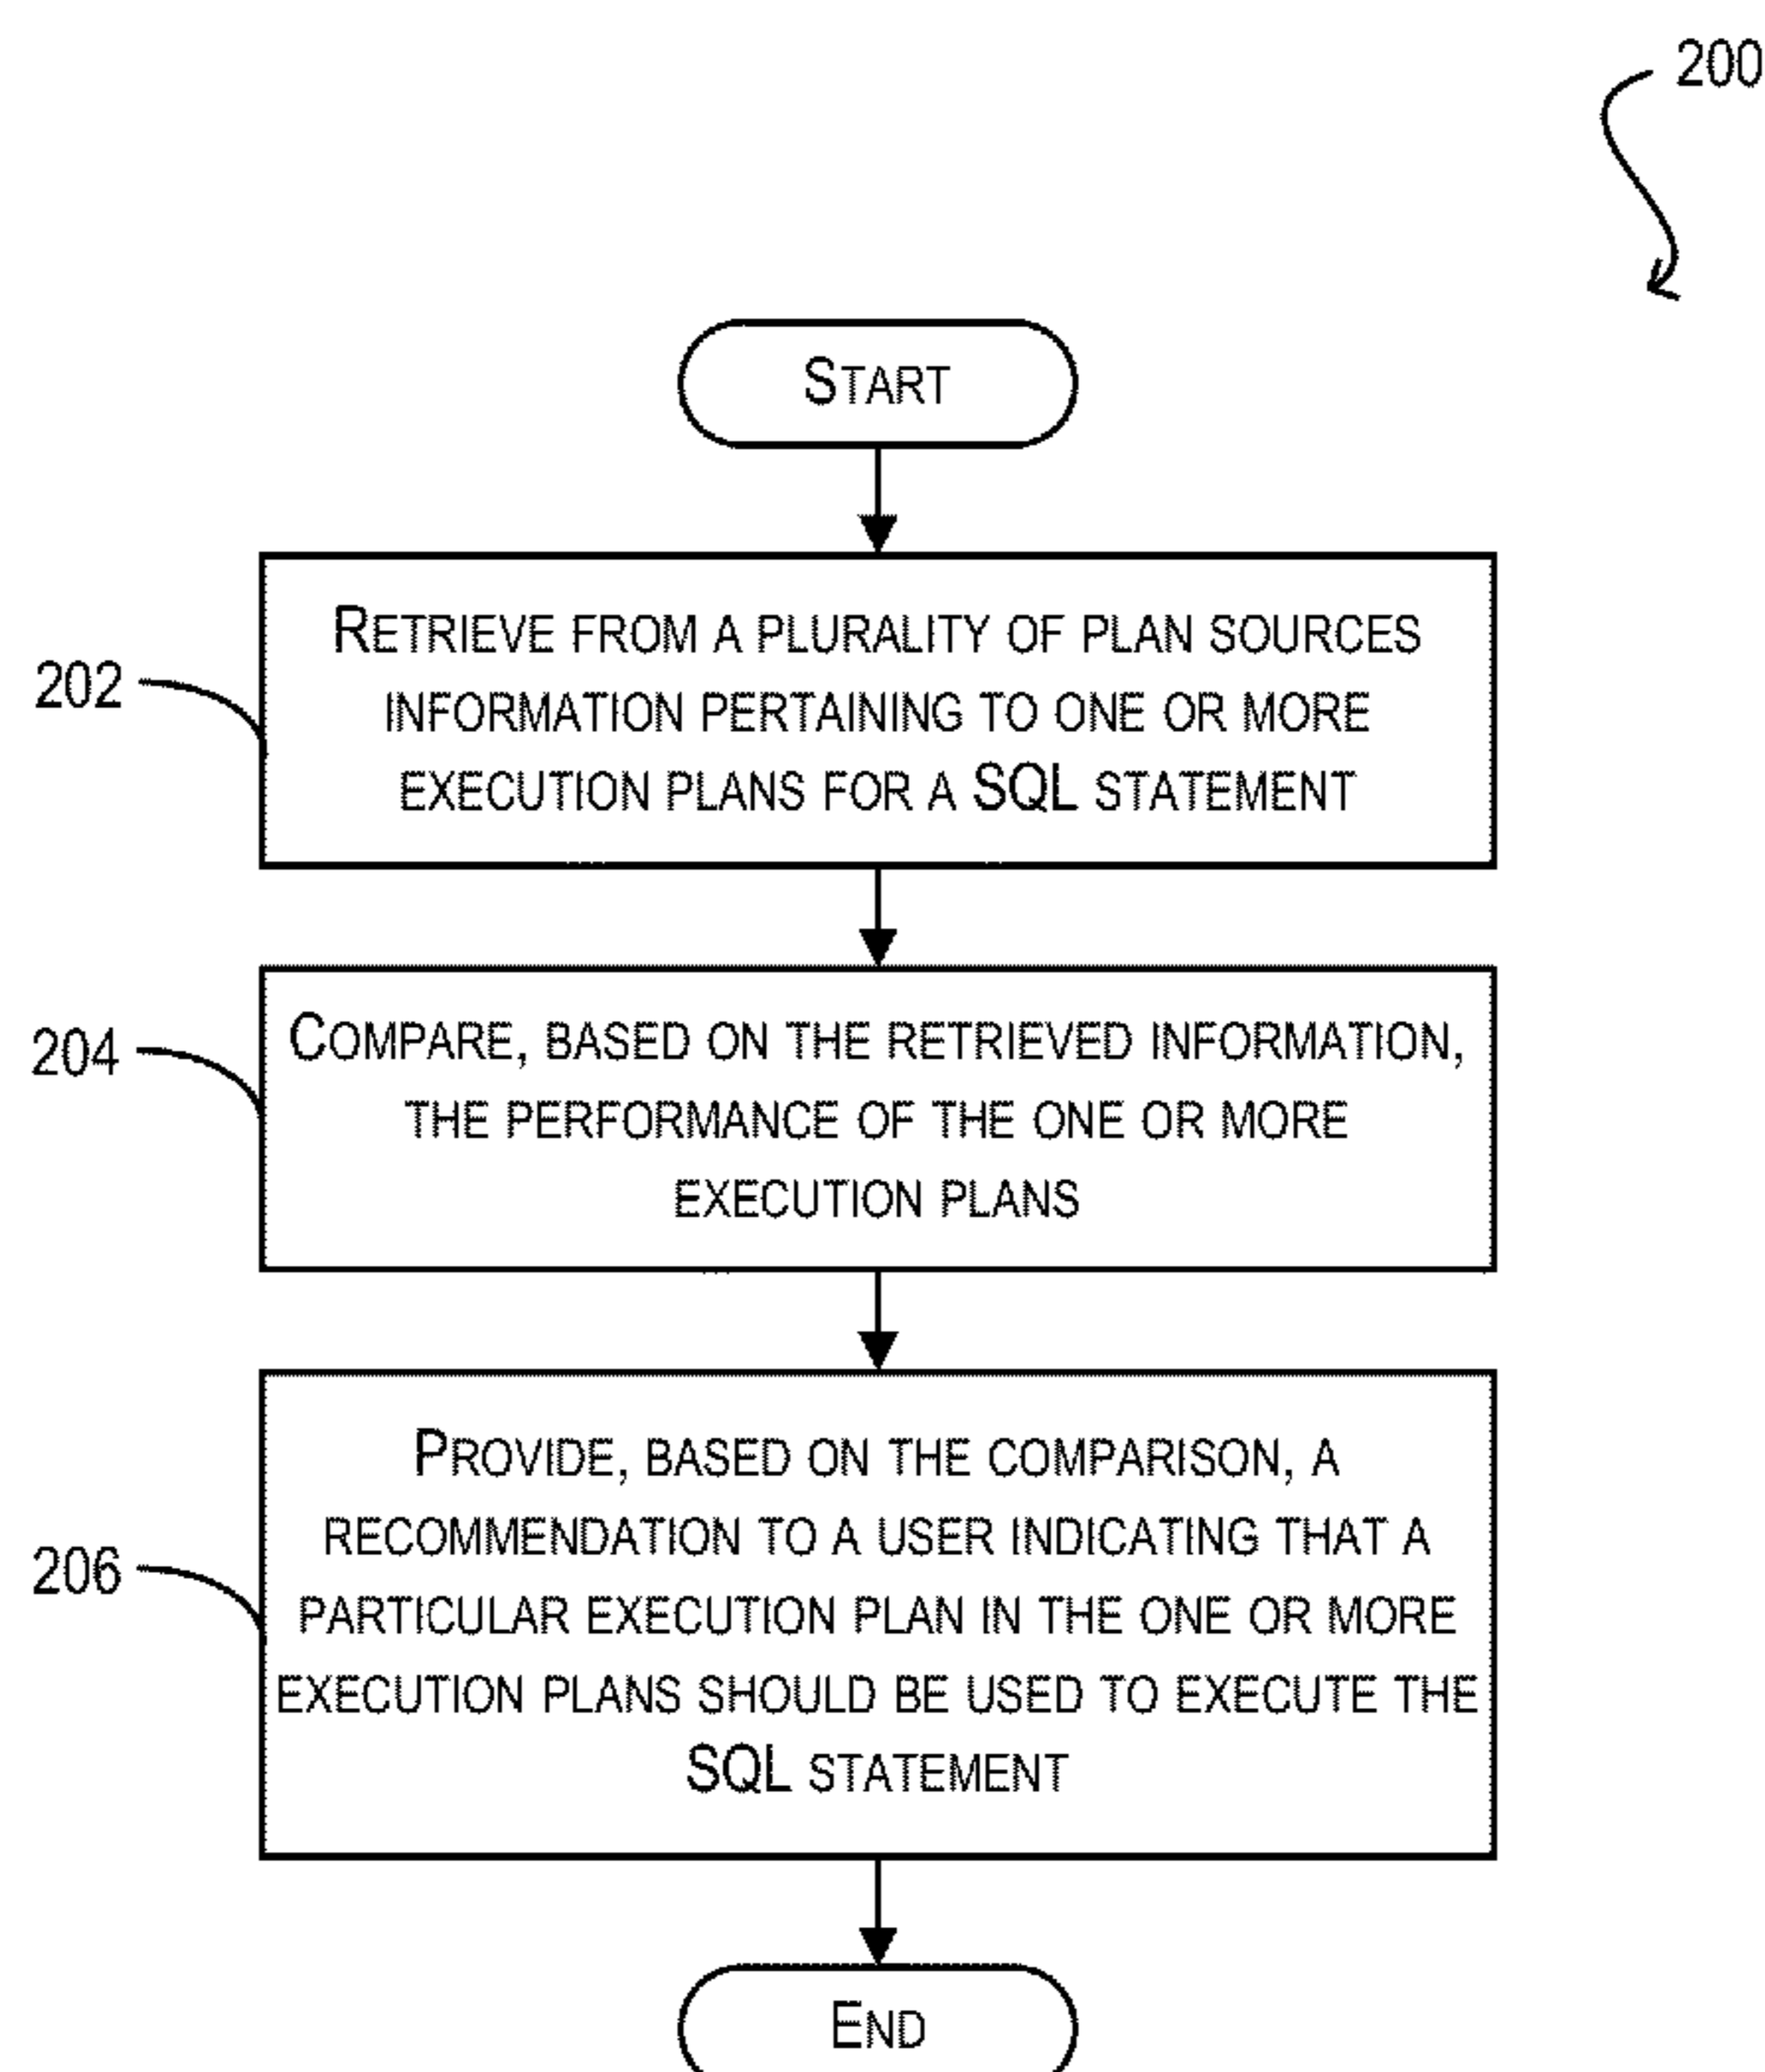 200
START
RETRIEVE FROM A PLURALITY OF PLAN SOURCES
INFORMATION PERTAINING TO ONE OR MORE
EXECUTION PLANS FOR A SQL STATEMENT
202
COMPARE, BASED ON THE RETRIEVED INFORMATION,
THE PERFORMANCE OF THE ONE OR MORE
EXECUTION PLANS
204
PROVIDE, BASED ON THE COMPARISON, A
RECOMMENDATION TO A USER INDICATING THAT A
PARTICULAR EXECUTION PLAN IN THE ONE OR MORE
EXECUTION PLANS SHOULD BE USED TO EXECUTE THE
SQL STATEMENT
206
END